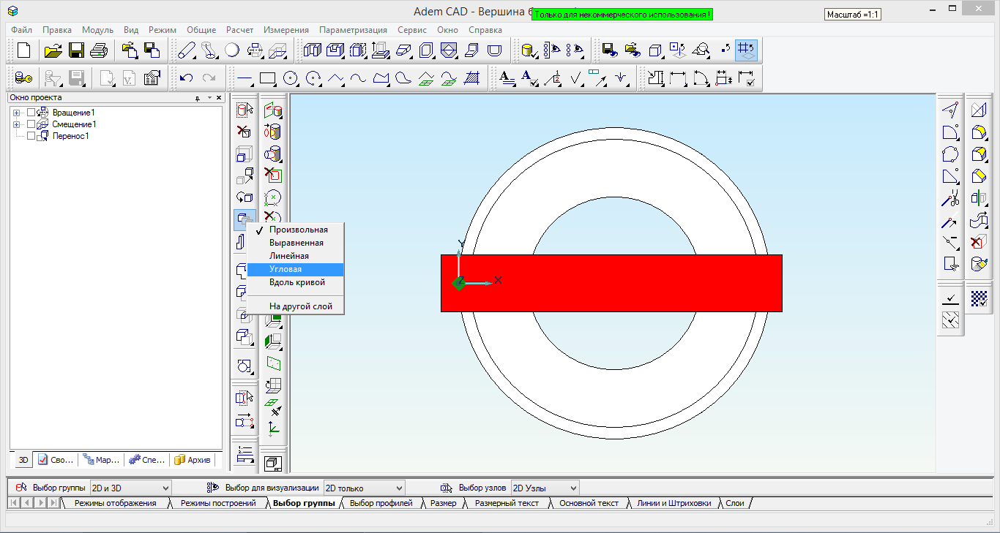 Adem CAD - Вершина
Только для некоммерческого использования !
Масштаб =1:1
Файл Правка Модуль Вид Режим Общие Расчет Измерения Параметризация Сервис Окно Справка
Окно проекта
Вращение1
Смещение1
Перенос1
Произвольная
Выравненная
Линейная
Угловая
Вдоль кривой
На другой слой
Y
Z
X
3D Сво... Мар... Спе... Архив
Выбор группы 2D и 3D Выбор для визуализации 2D только Выбор узлов 2D Узлы
Режимы отображения Режимы построений Выбор группы Выбор профилей Размер Размерный текст Основной текст Линии и Штриховки Слои